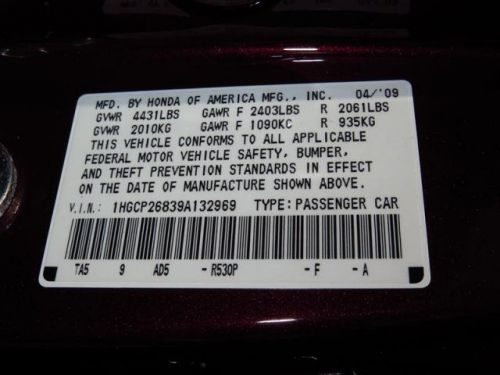 MFD. BY HONDA OF AMERICA MFG., INC. 04/'09
GVWR 4431LBS GAWR F 2403LBS R 2061LBS
GVWR 2010KG GAWR F 1090KC R 935KG
THIS VEHICLE CONFORMS TO ALL APPLICABLE
FEDERAL MOTOR VEHICLE SAFETY, BUMPER,
AND THEFT PREVENTION STANDARDS IN EFFECT
ON THE DATE OF MANUFACTURE SHOWN ABOVE.
V.I.N.: 1HGCP26839A132969 TYPE:PASSENGER CAR
TA5 9 AD5 -R530P -F -A